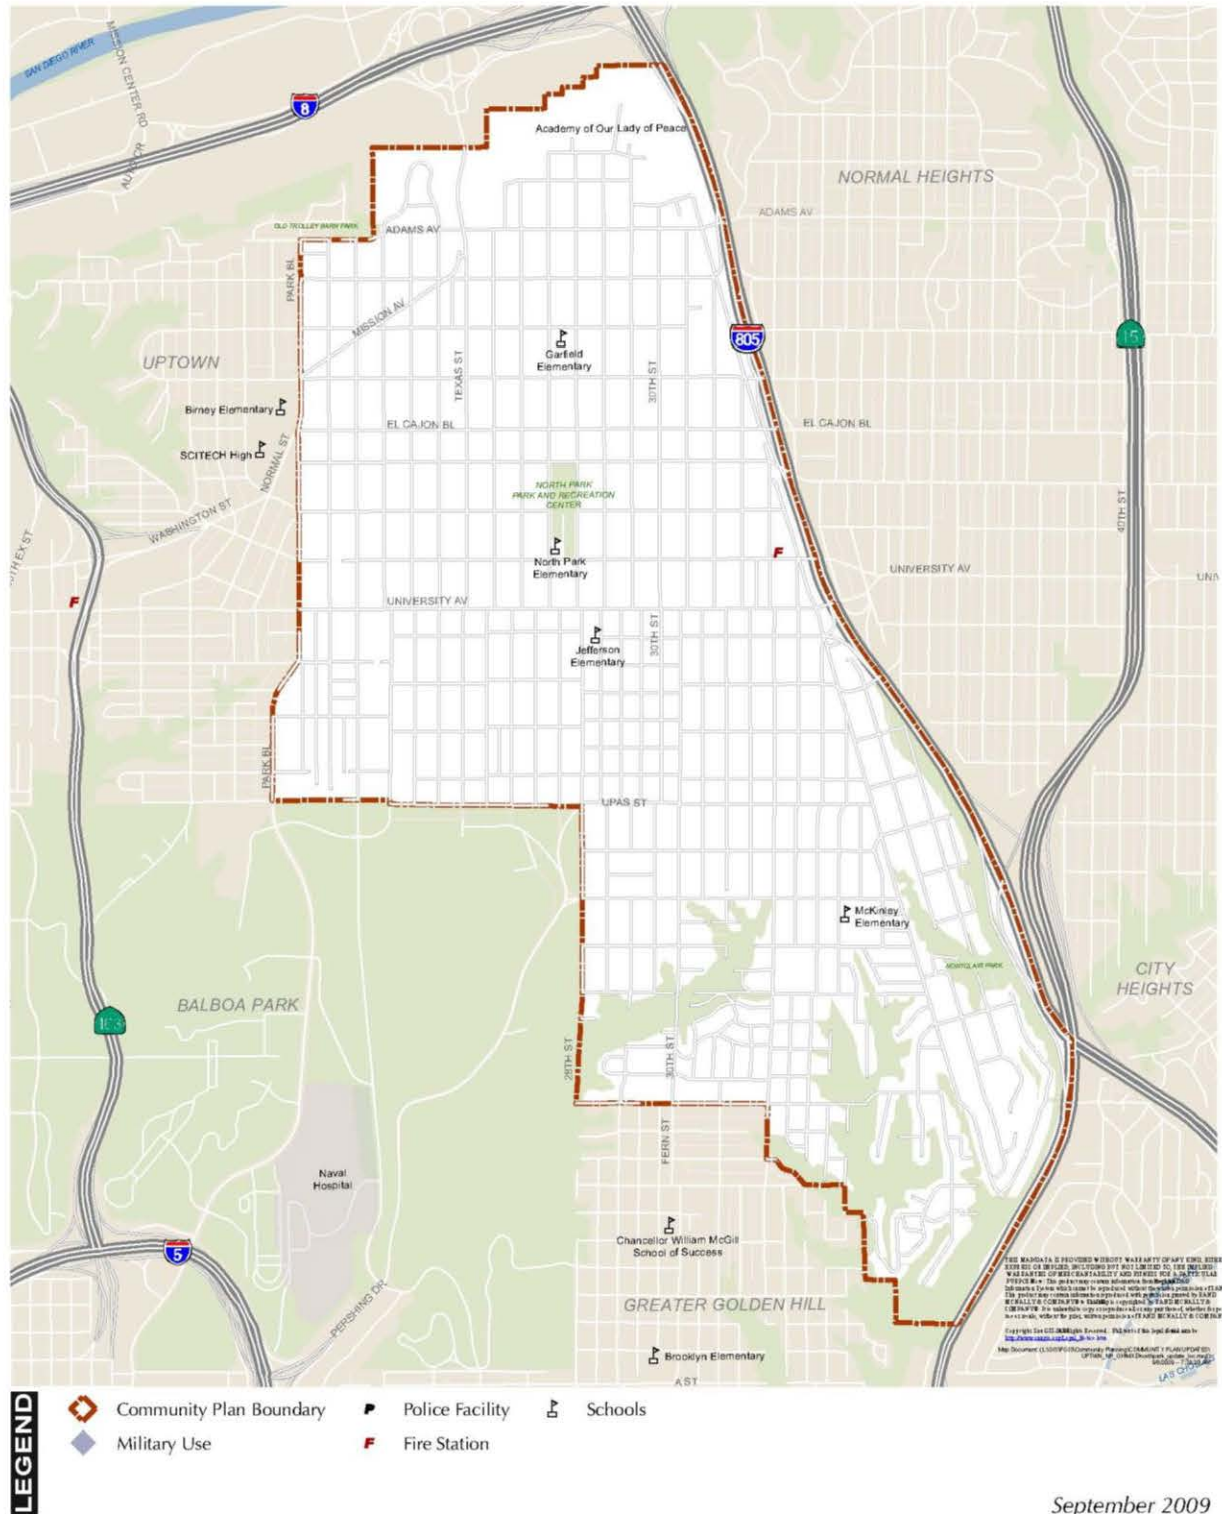 SAN DIEGO RIVER
MISSION CENTER RD
AUTO CR
8
Academy of Our Lady of Peace
NORMAL HEIGHTS
ADAMS AV
OLD TROLLEY BARN PARK
ADAMS AV
PARK BL
MISSION AV
805
15
UPTOWN
Garfield
Elementary
TEXAS ST
30TH ST
Birney Elementary
EL CAJON BL
EL CAJON BL
SCITECH High
NORMAL ST
NORTH PARK
PARK AND RECREATION
CENTER
WASHINGTON ST
40TH ST
F
North Park
Elementary
UNIVERSITY AV
UNIV
F
UNIVERSITY AV
30TH ST
Jefferson
Elementary
PARK BL
UPAS ST
McKinley
Elementary
MONTCLAIR PARK
CITY
HEIGHTS
BALBOA PARK
163
28TH ST
30TH ST
FERN ST
Naval
Hospital
Chancellor William McGill
School of Success
5
GREATER GOLDEN HILL
PERSHING DR
Brooklyn Elementary
A ST
LEGEND
Community Plan Boundary
P Police Facility
Schools
Military Use
F Fire Station
September 2009